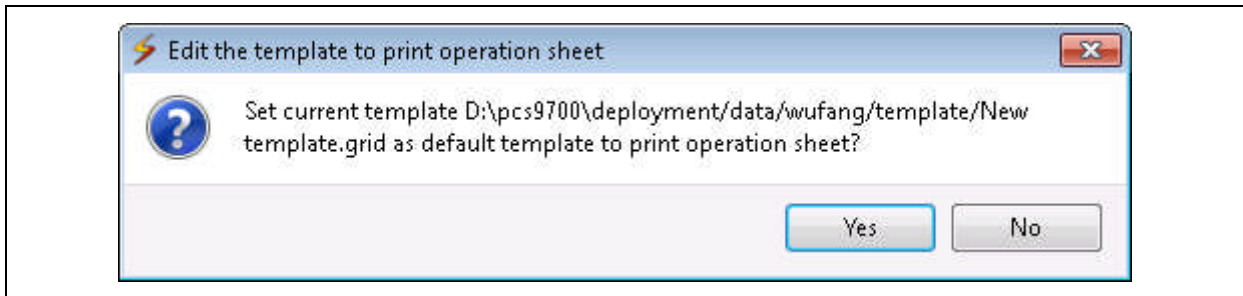 Edit the template to print operation sheet
Set current template D:\pcs9700\deployment/data/wufang/template/New
template.grid as default template to print operation sheet?
Yes
No